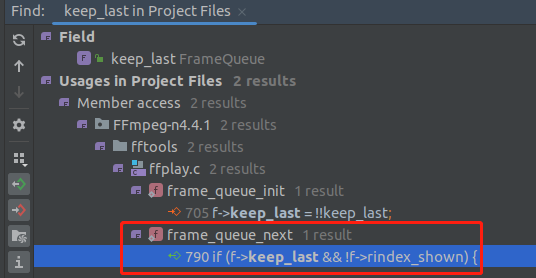 Find: keep_last in Project Files ×
Field
f keep_last FrameQueue
Usages in Project Files 2 results
Member access 2 results
FFmpeg-n4.4.1 2 results
fftools 2 results
ffplay.c 2 results
f frame_queue_init 1 result
705 f->keep_last = !!keep_last;
f frame_queue_next 1 result
790 if (f->keep_last && !f->rindex_shown) {